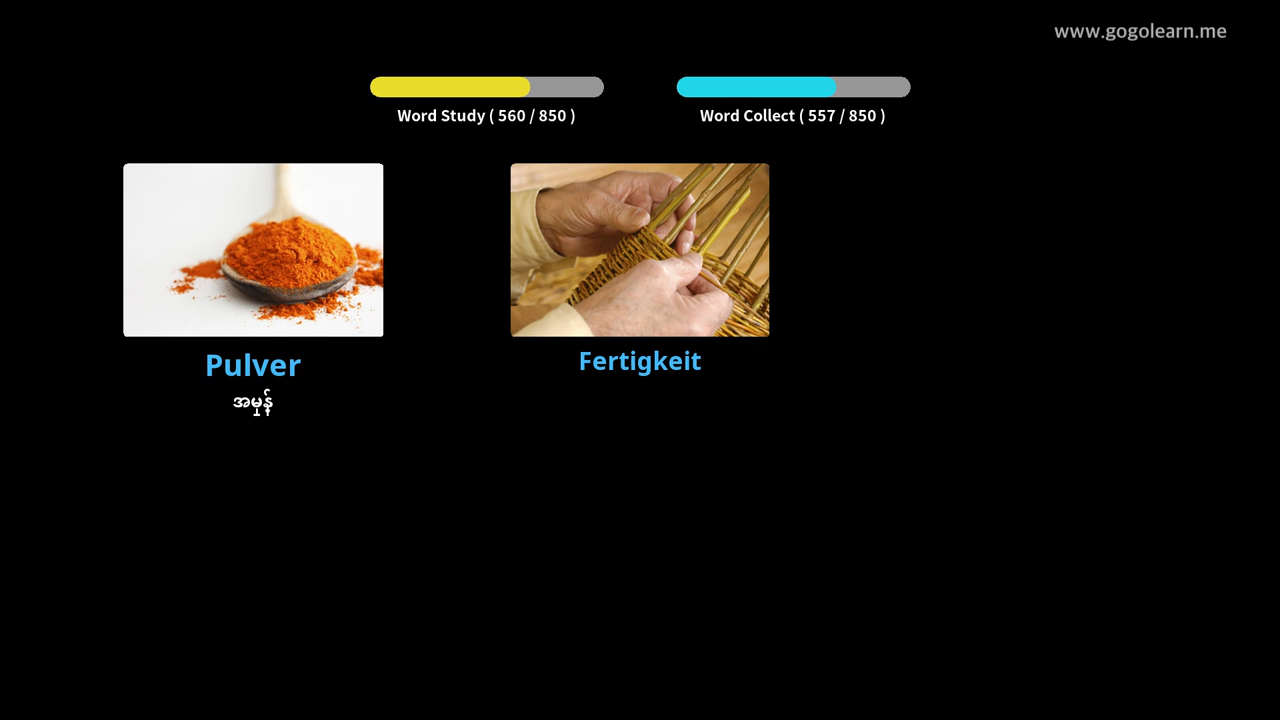 www.gogolearn.me
Word Study ( 560 / 850 )
Word Collect ( 557 / 850 )
Pulver
အမှုန့်
Fertigkeit